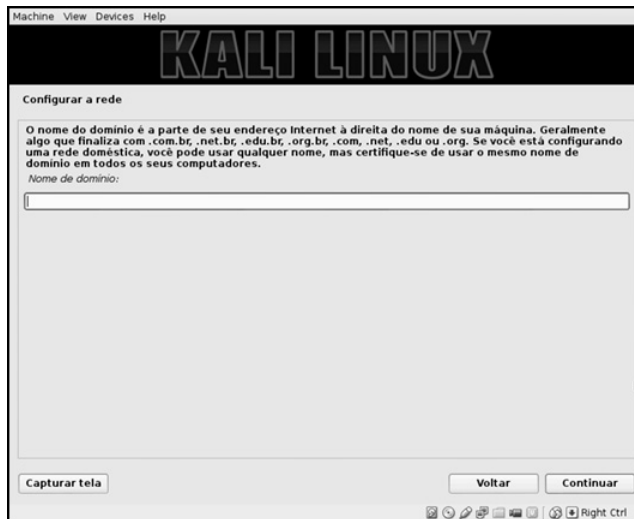 Machine View Devices Help
KALI LINUX
Configurar a rede
O nome do domínio é a parte de seu endereço Internet à direita do nome de sua máquina. Geralmente
algo que finaliza com .com.br, .net.br, .edu.br, .org.br, .com, .net, .edu ou .org. Se você está configurando
uma rede doméstica, você pode usar qualquer nome, mas certifique-se de usar o mesmo nome de
domínio em todos os seus computadores.
Nome de domínio:
Capturar tela
Voltar
Continuar
Right Ctrl